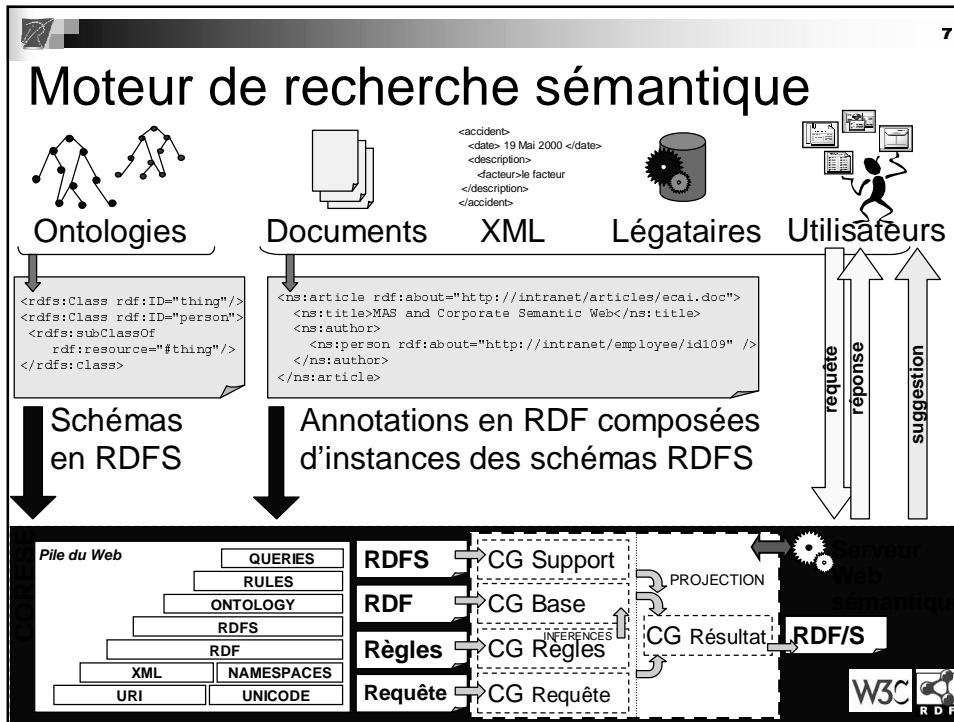 7
Moteur de recherche sémantique
<accident>
<date> 19 Mai 2000 </date>
<description>
<facteur>le facteur
</description>
</accident>
Ontologies
Documents
XML
Légataires
Utilisateurs
<rdfs:Class rdf:ID="thing"/>
<rdfs:Class rdf:ID="person">
<rdfs:subClassOf
rdf:resource="#thing"/>
</rdfs:Class>
<ns:article rdf:about="http://intranet/articles/ecai.doc">
<ns:title>MAS and Corporate Semantic Web</ns:title>
<ns:author>
<ns:person rdf:about="http://intranet/employee/id109" />
</ns:author>
</ns:article>
requête
réponse
suggestion
Schémas
en RDFS
Annotations en RDF composées
d'instances des schémas RDFS
CORESE
Pile du Web
QUERIES
RULES
ONTOLOGY
RDFS
RDF
XML
NAMESPACES
URI
UNICODE
RDFS
RDF
Règles
Requête
CG Support
CG Base
INFERENCES
CG Règles
CG Requête
PROJECTION
CG Résultat
RDF/S
Serveur
Web
sémantique
W3C
RDF